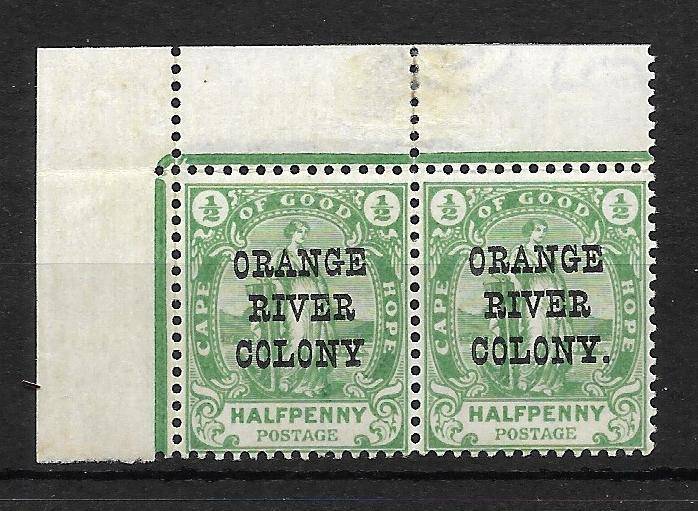 ½ OF GOOD ½
CAPE HOPE
ORANGE
RIVER
COLONY
HALFPENNY
POSTAGE
½ OF GOOD ½
CAPE HOPE
ORANGE
RIVER
COLONY.
HALFPENNY
POSTAGE